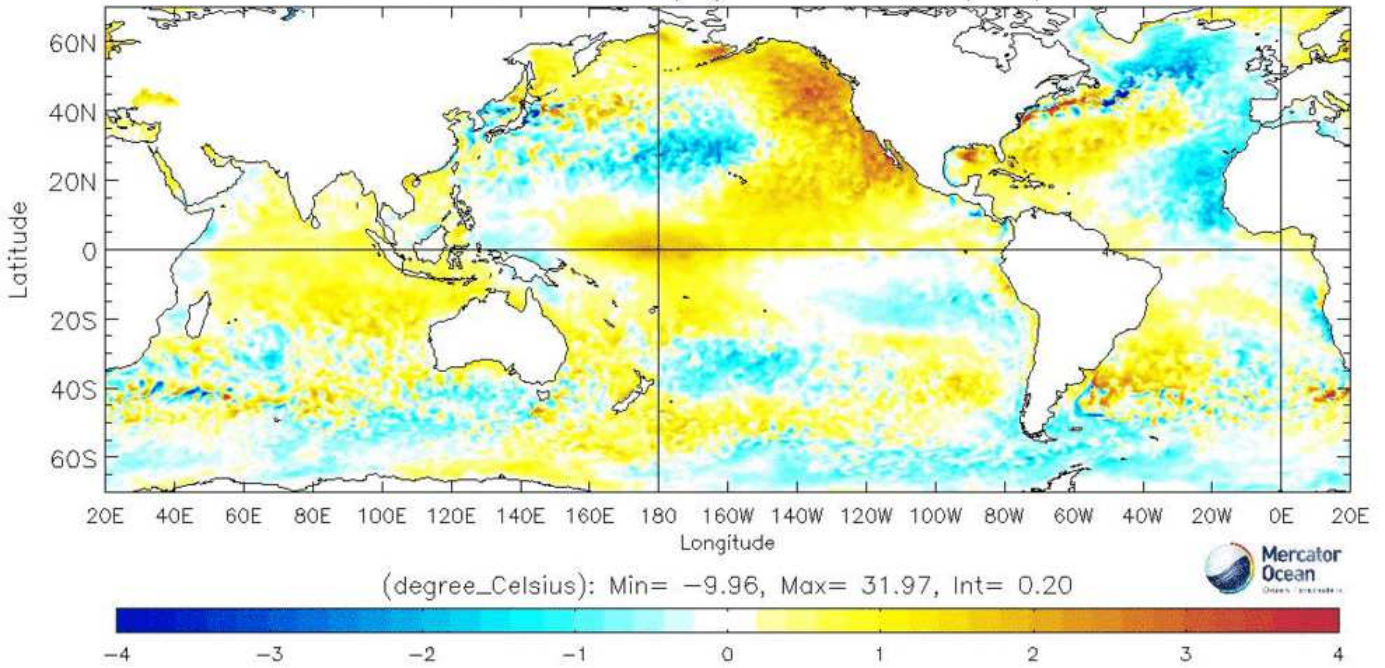 60N
40N
20N
0
20S
40S
60S
Latitude
20E 40E 60E 80E 100E 120E 140E 160E 180 160W 140W 120W 100W 80W 60W 40W 20W 0E 20E
Longitude
Mercator
Ocean
(degree_Celsius): Min= −9.96, Max= 31.97, Int= 0.20
−4 −3 −2 −1 0 1 2 3 4